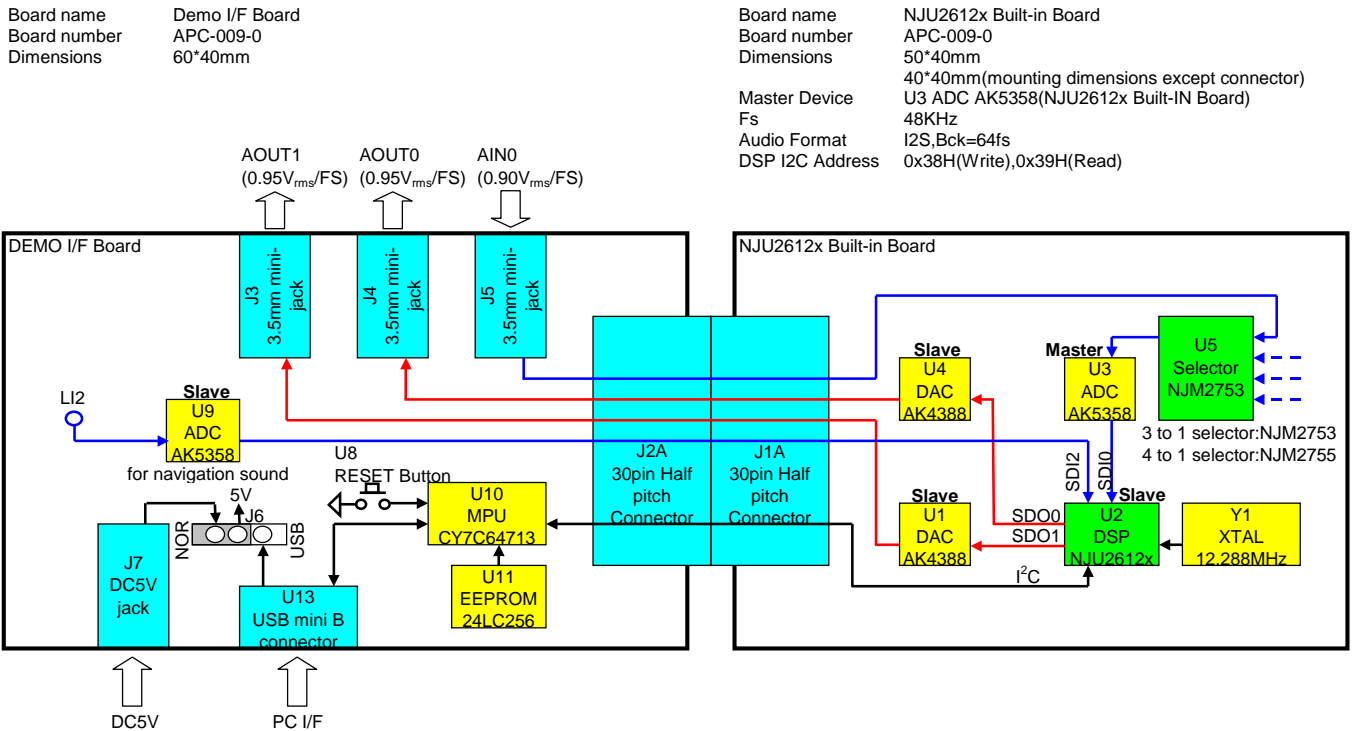 Board name Demo I/F Board
Board number APC-009-0
Dimensions 60*40mm
Board name NJU2612x Built-in Board
Board number APC-009-0
Dimensions 50*40mm
40*40mm(mounting dimensions except connector)
Master Device U3 ADC AK5358(NJU2612x Built-IN Board)
Fs 48KHz
Audio Format I2S,Bck=64fs
DSP I2C Address 0x38H(Write),0x39H(Read)
AOUT1
(0.95Vrms/FS)
AOUT0
(0.95Vrms/FS)
AIN0
(0.90Vrms/FS)
DEMO I/F Board
J3
3.5mm mini-
jack
J4
3.5mm mini-
jack
J5
3.5mm mini-
jack
LI2
Slave
U9
ADC
AK5358
for navigation sound
U8
RESET Button
5V
J6
NOR
USB
J7
DC5V
jack
U13
USB mini B
connector
U10
MPU
CY7C64713
U11
EEPROM
24LC256
J2A
30pin Half
pitch
Connector
J1A
30pin Half
pitch
Connector
DC5V
PC I/F
NJU2612x Built-in Board
Slave
U4
DAC
AK4388
Master
U3
ADC
AK5358
U5
Selector
NJM2753
3 to 1 selector:NJM2753
4 to 1 selector:NJM2755
SDI2
SDI0
Slave
U1
DAC
AK4388
SDO0
SDO1
Slave
U2
DSP
NJU2612x
Y1
XTAL
12.288MHz
I²C